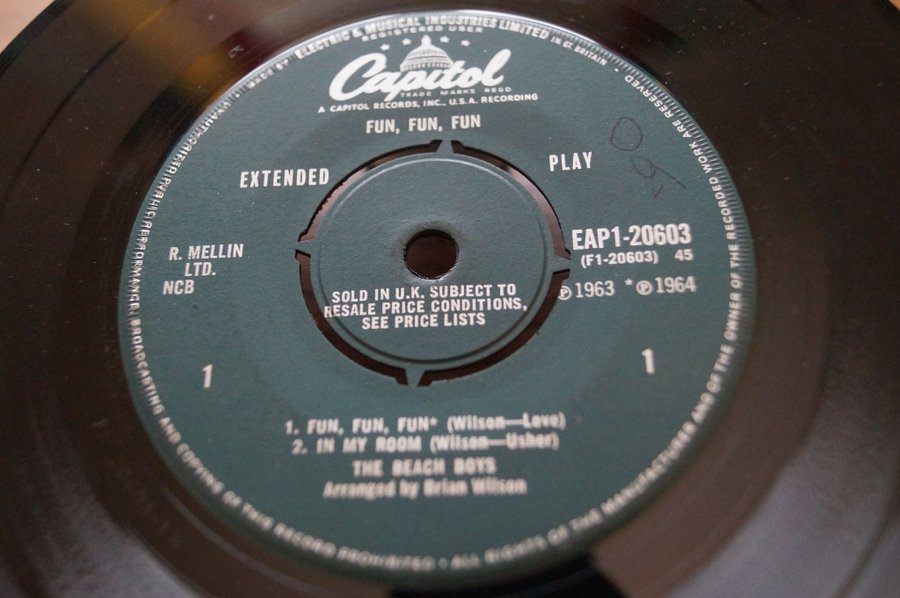 MADE BY ELECTRIC & MUSICAL INDUSTRIES LIMITED IN GT. BRITAIN.
REGISTERED USER
Capitol
TRADE MARKS REGD
A CAPITOL RECORDS, INC., U.S.A. RECORDING
FUN, FUN, FUN
EXTENDED PLAY
R. MELLIN
LTD.
NCB
EAP1-20603
(F1-20603) 45
℗ 1963 * ℗ 1964
SOLD IN U.K. SUBJECT TO
RESALE PRICE CONDITIONS,
SEE PRICE LISTS
1 1
1. FUN, FUN, FUN* (Wilson—Love)
2. IN MY ROOM (Wilson—Usher)
THE BEACH BOYS
Arranged by Brian Wilson
PUBLIC PERFORMANCE, BROADCASTING AND COPYING OF THIS RECORD PROHIBITED • ALL RIGHTS OF THE MANUFACTURER AND OF THE OWNER OF THE RECORDED WORK ARE RESERVED